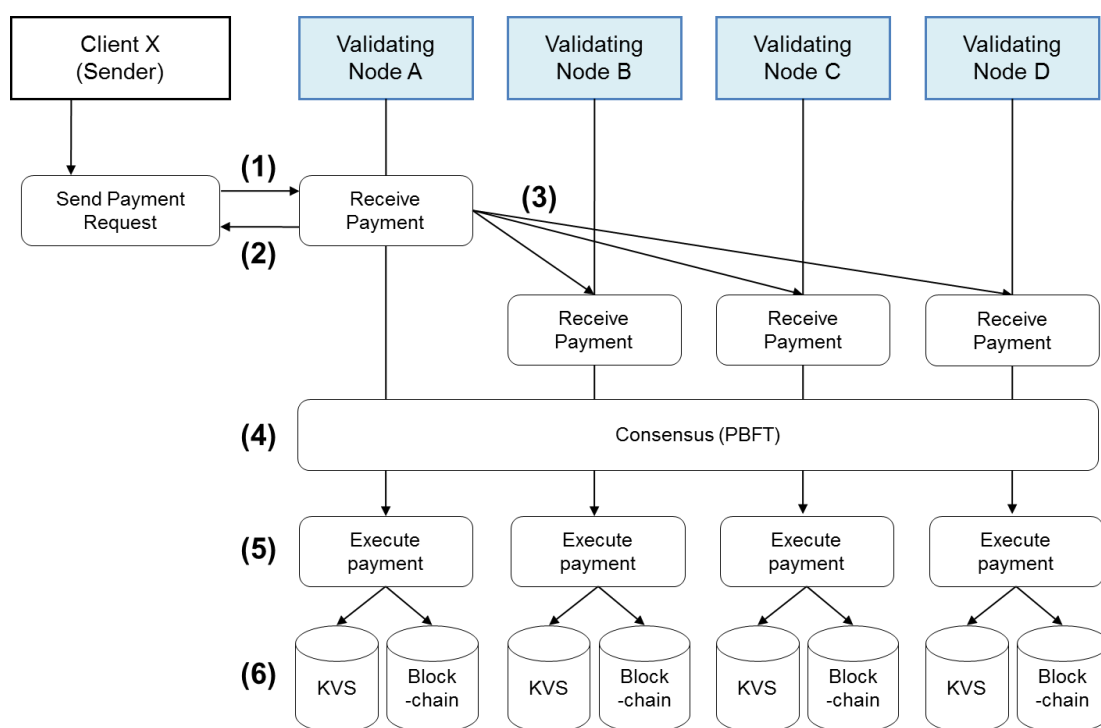 Client X
(Sender)
Validating
Node A
Validating
Node B
Validating
Node C
Validating
Node D
(1)
Send Payment
Request
Receive
Payment
(2)
(3)
Receive
Payment
Receive
Payment
Receive
Payment
(4)
Consensus (PBFT)
(5)
Execute
payment
Execute
payment
Execute
payment
Execute
payment
(6)
KVS
Block
-chain
KVS
Block
-chain
KVS
Block
-chain
KVS
Block
-chain